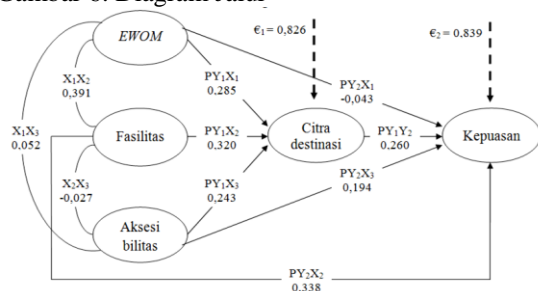 Gambar 6. Diagram Jalur
EWOM
€₁ = 0,826
€₂ = 0.839
X₁X₂
0,391
PY₁X₁
0,285
PY₂X₁
-0,043
X₁X₃
0.052
Fasilitas
PY₁X₂
0,320
Citra
destinasi
PY₁Y₂
0,260
Kepuasan
X₂X₃
-0,027
PY₁X₃
0,243
PY₂X₃
0,194
Aksesi
bilitas
PY₂X₂
0.338